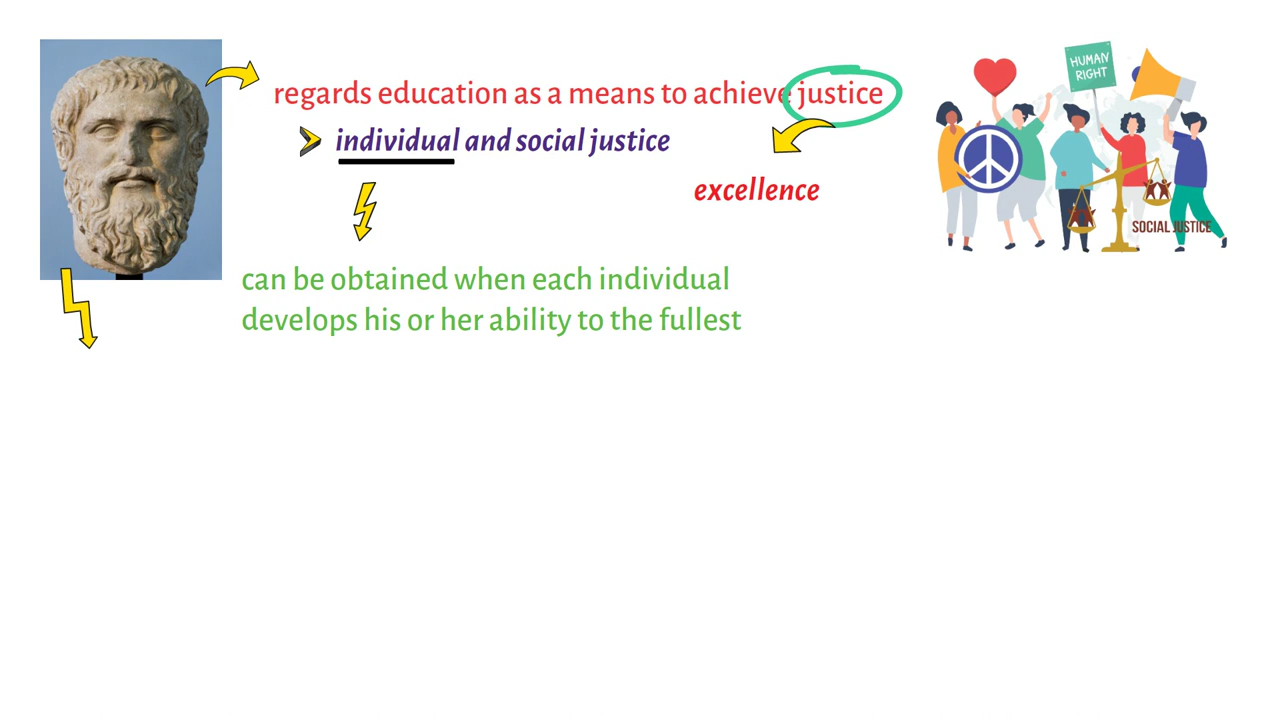 regards education as a means to achieve justice
individual and social justice
excellence
can be obtained when each individual
develops his or her ability to the fullest
HUMAN
RIGHT
SOCIAL JUSTICE